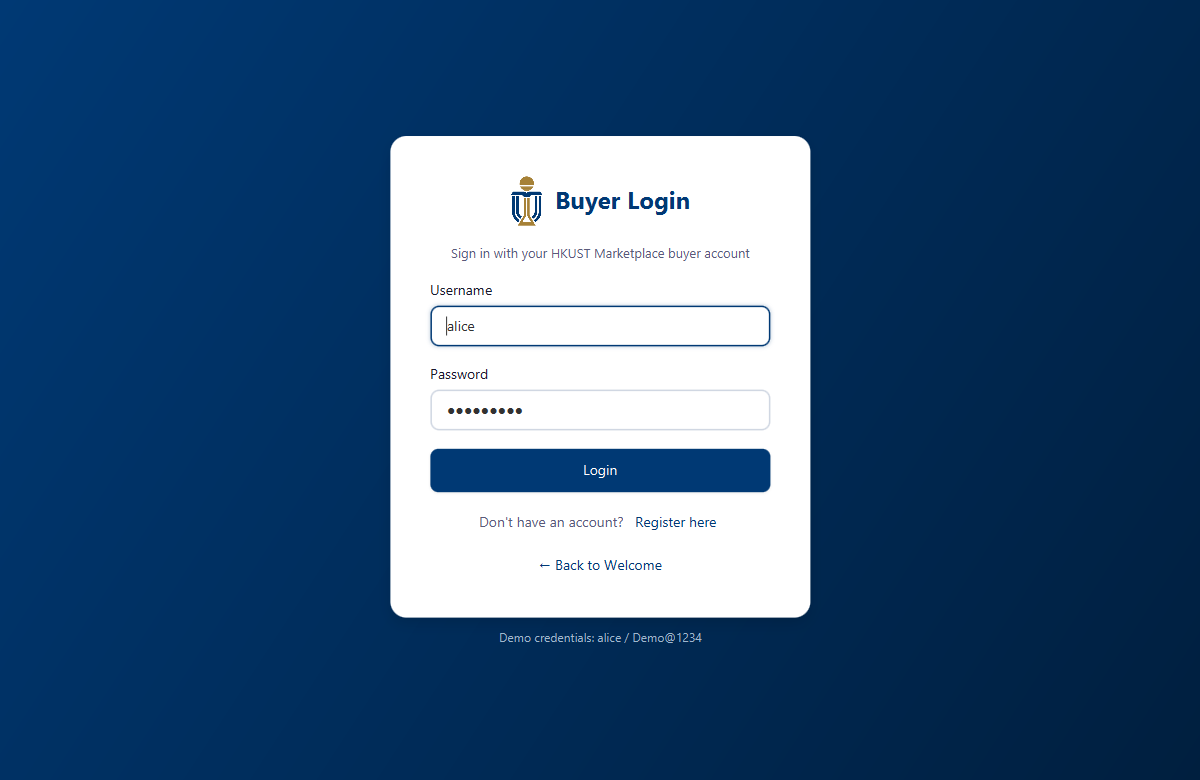 Buyer Login
Sign in with your HKUST Marketplace buyer account
Username
alice
Password
●●●●●●●●●
Login
Don't have an account? Register here
← Back to Welcome
Demo credentials: alice / Demo@1234